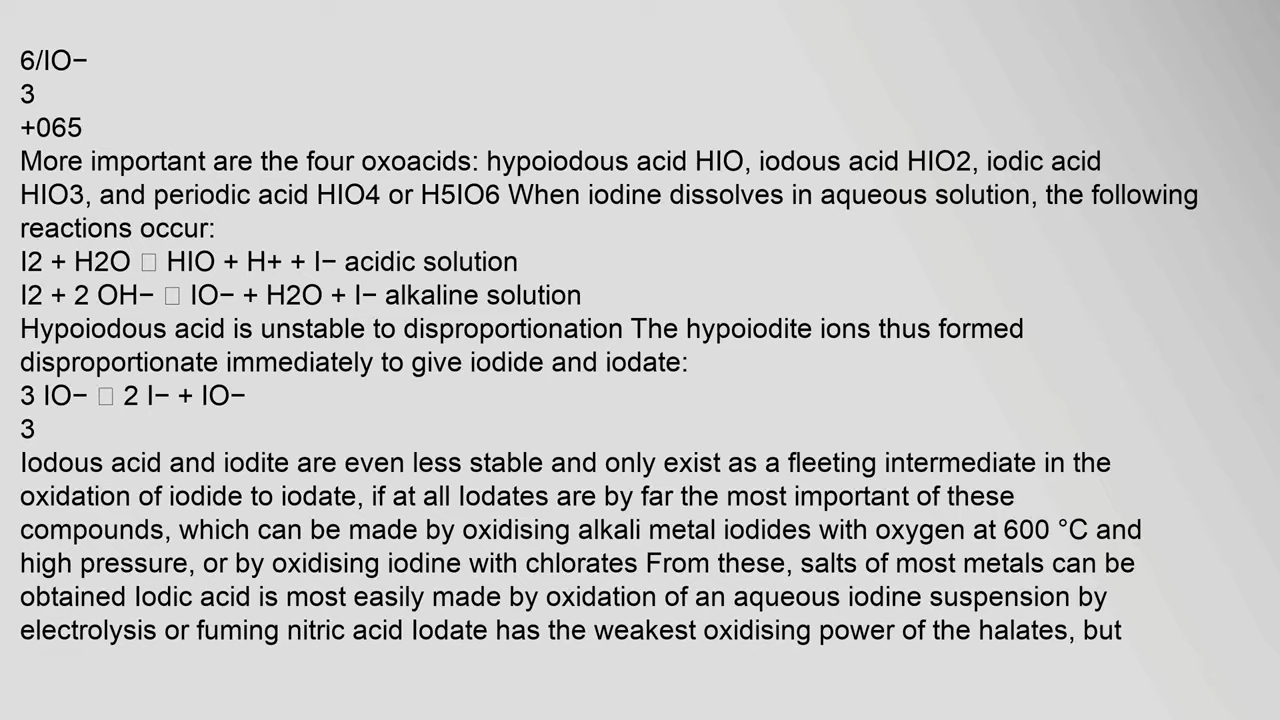 6/IO−
3
+065
More important are the four oxoacids: hypoiodous acid HIO, iodous acid HIO2, iodic acid
HIO3, and periodic acid HIO4 or H5IO6 When iodine dissolves in aqueous solution, the following
reactions occur:
I2 + H2O □ HIO + H+ + I− acidic solution
I2 + 2 OH− □ IO− + H2O + I− alkaline solution
Hypoiodous acid is unstable to disproportionation The hypoiodite ions thus formed
disproportionate immediately to give iodide and iodate:
3 IO− □ 2 I− + IO−
3
Iodous acid and iodite are even less stable and only exist as a fleeting intermediate in the
oxidation of iodide to iodate, if at all Iodates are by far the most important of these
compounds, which can be made by oxidising alkali metal iodides with oxygen at 600 °C and
high pressure, or by oxidising iodine with chlorates From these, salts of most metals can be
obtained Iodic acid is most easily made by oxidation of an aqueous iodine suspension by
electrolysis or fuming nitric acid Iodate has the weakest oxidising power of the halates, but